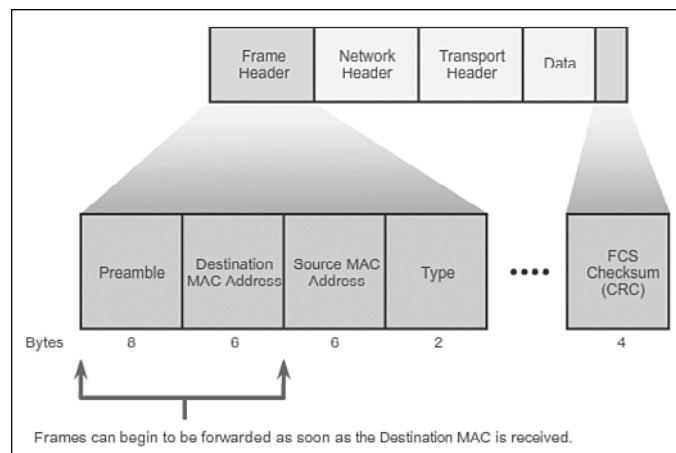 Frame
Header
Network
Header
Transport
Header
Data
Preamble
Destination
MAC Address
Source MAC
Address
Type
FCS
Checksum
(CRC)
Bytes 8 6 6 2 4
Frames can begin to be forwarded as soon as the Destination MAC is received.